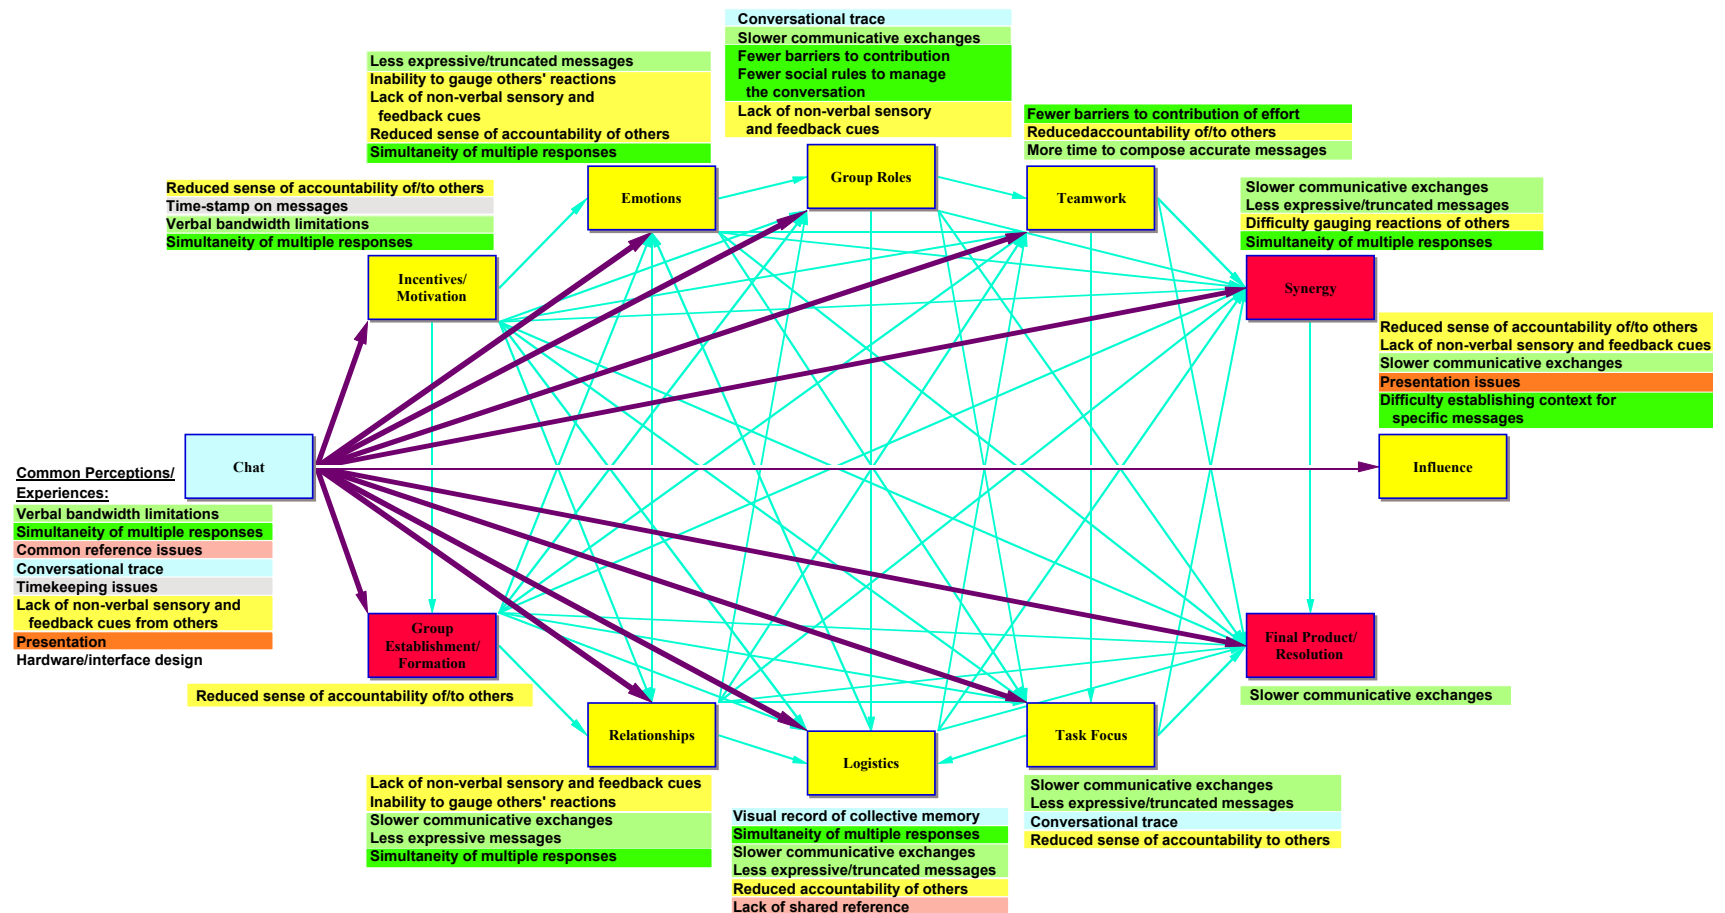 Conversational trace
Slower communicative exchanges
Fewer barriers to contribution
Fewer social rules to manage
the conversation
Lack of non-verbal sensory
and feedback cues
Less expressive/truncated messages
Inability to gauge others' reactions
Lack of non-verbal sensory and
feedback cues
Reduced sense of accountability of others
Simultaneity of multiple responses
Fewer barriers to contribution of effort
Reducedaccountability of/to others
More time to compose accurate messages
Group Roles
Emotions
Teamwork
Reduced sense of accountability of/to others
Time-stamp on messages
Verbal bandwidth limitations
Simultaneity of multiple responses
Slower communicative exchanges
Less expressive/truncated messages
Difficulty gauging reactions of others
Simultaneity of multiple responses
Incentives/
Motivation
Synergy
Reduced sense of accountability of/to others
Lack of non-verbal sensory and feedback cues
Slower communicative exchanges
Presentation issues
Difficulty establishing context for
specific messages
Chat
Influence
Common Perceptions/
Experiences:
Verbal bandwidth limitations
Simultaneity of multiple responses
Common reference issues
Conversational trace
Timekeeping issues
Lack of non-verbal sensory and
feedback cues from others
Presentation
Hardware/interface design
Group
Establishment/
Formation
Final Product/
Resolution
Reduced sense of accountability of/to others
Slower communicative exchanges
Relationships
Logistics
Task Focus
Lack of non-verbal sensory and feedback cues
Inability to gauge others' reactions
Slower communicative exchanges
Less expressive messages
Simultaneity of multiple responses
Visual record of collective memory
Simultaneity of multiple responses
Slower communicative exchanges
Less expressive/truncated messages
Reduced accountability of others
Lack of shared reference
Slower communicative exchanges
Less expressive/truncated messages
Conversational trace
Reduced sense of accountability to others